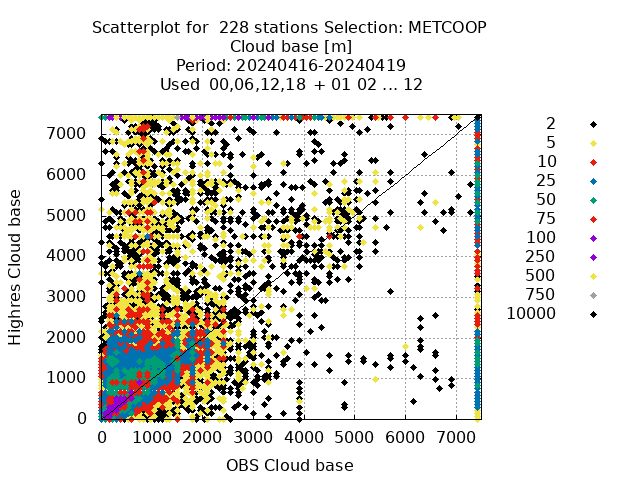 Scatterplot for  228 stations Selection: METCOOP
Cloud base [m]
Period: 20240416-20240419
Used  00,06,12,18  + 01 02 ... 12
Highres Cloud base
7000
6000
5000
4000
3000
2000
1000
0
0 1000 2000 3000 4000 5000 6000 7000
OBS Cloud base
2
5
10
25
50
75
100
250
500
750
10000